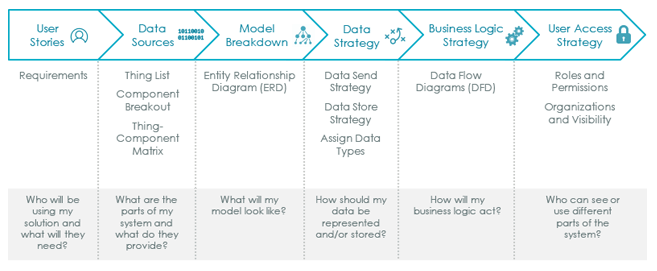 User
Stories
Data
Sources
10110010
01100101
Model
Breakdown
Data
Strategy
Business Logic
Strategy
User Access
Strategy
Requirements
Thing List
Component
Breakout
Thing-
Component
Matrix
Entity Relationship
Diagram (ERD)
Data Send
Strategy
Data Store
Strategy
Assign Data
Types
Data Flow
Diagrams (DFD)
Roles and
Permissions
Organizations
and Visibility
Who will be
using my
solution and
what will they
need?
What are the
parts of my
system and
what do they
provide?
What will my
model look like?
How should my
data be
represented
and/or stored?
How will my
business logic act?
Who can see or
use different
parts of the
system?